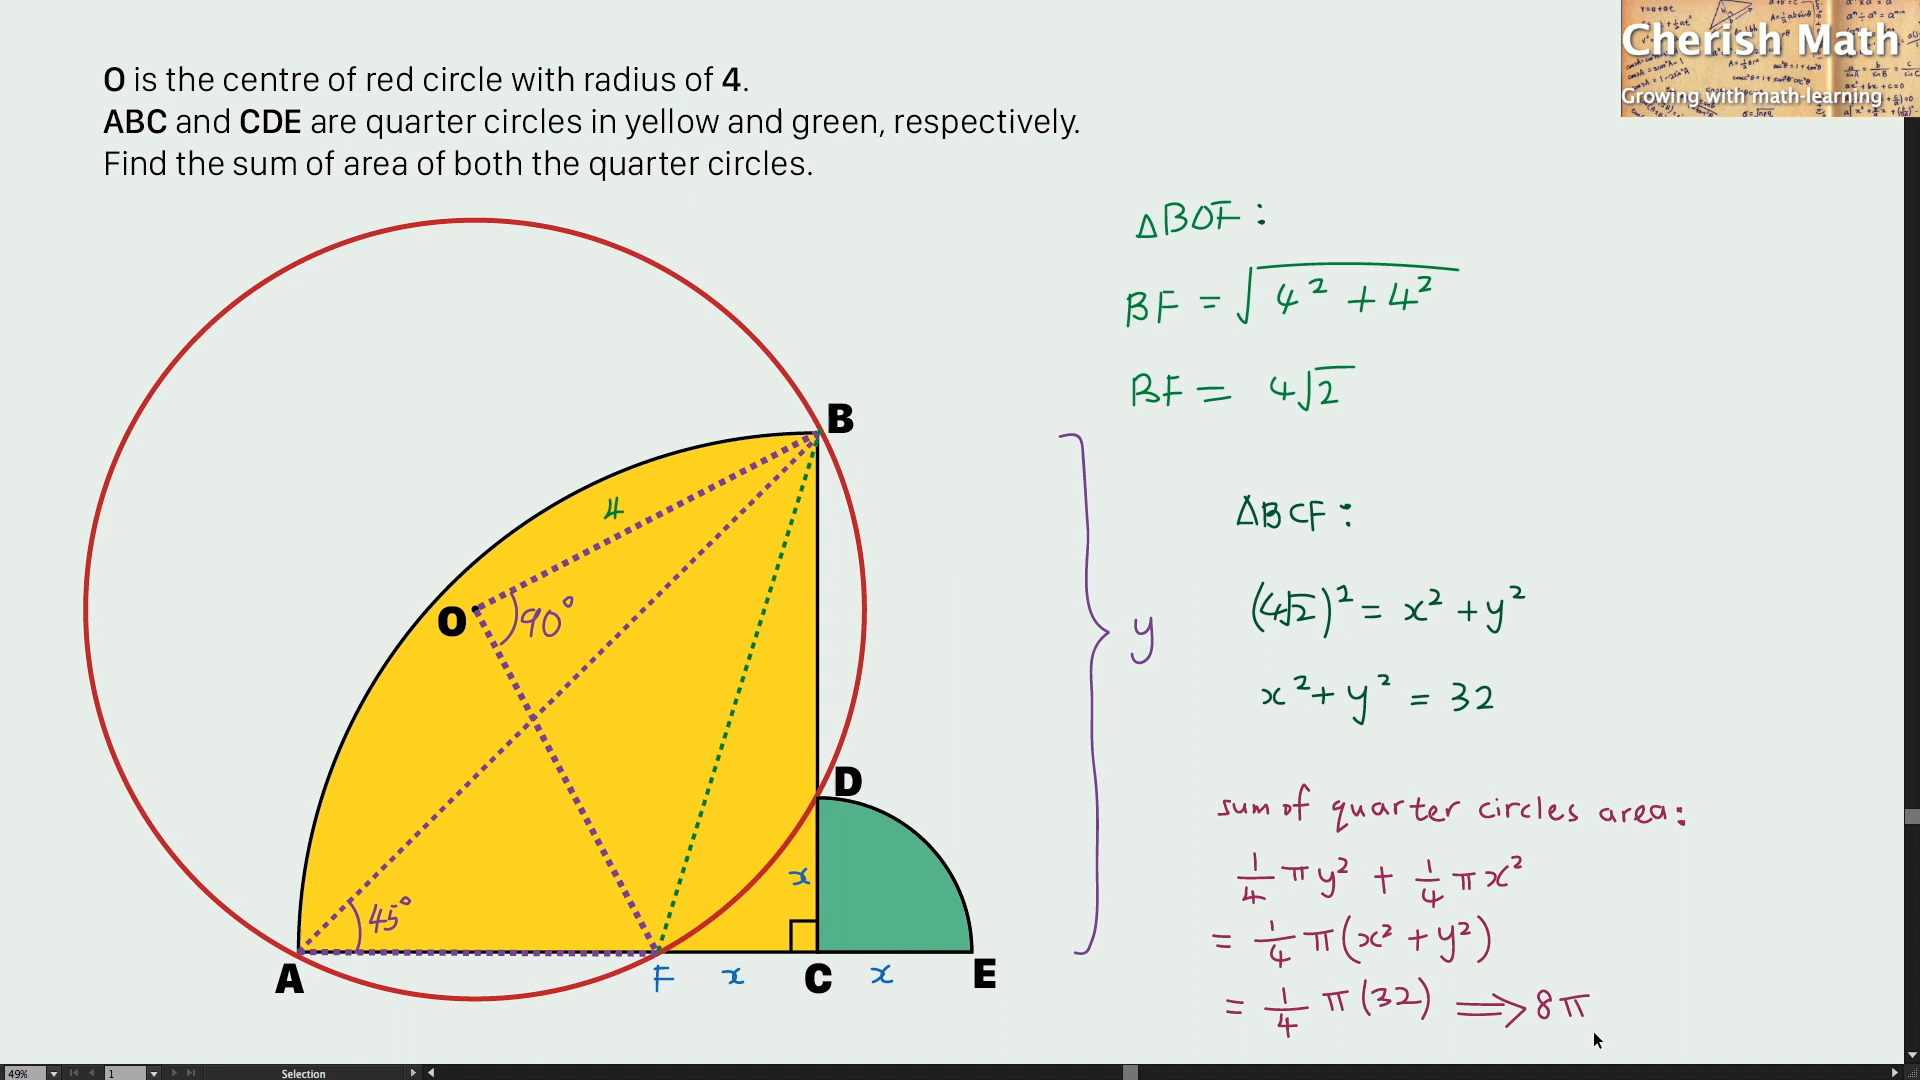 Cherish Math
Growing with math-learning
O is the centre of red circle with radius of 4.
ABC and CDE are quarter circles in yellow and green, respectively.
Find the sum of area of both the quarter circles.
△BOF:
BF = √(4² + 4²)
BF = 4√2
B
4
O
90°
△BCF:
(4√2)² = x² + y²
y
x² + y² = 32
D
sum of quarter circles area:
1/4 π y² + 1/4 π x²
x
45°
= 1/4 π (x² + y²)
A
F
x
C
x
E
= 1/4 π (32) ⟹ 8π
49%
1
Selection